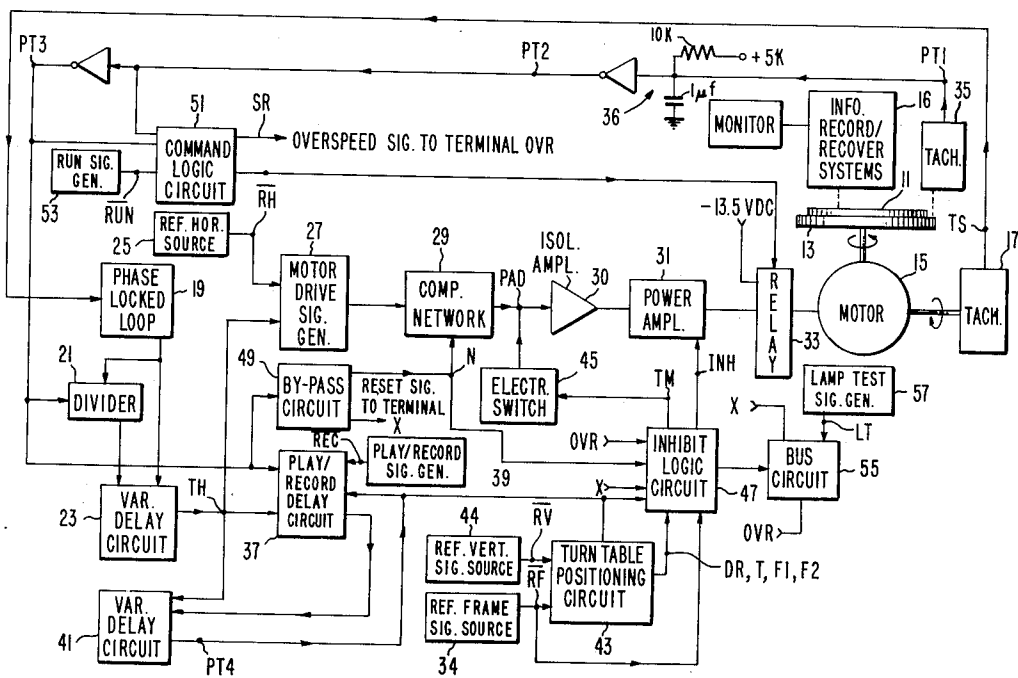 PT3
PT2
10K
+5K
PT1
35
36
1μf
MONITOR
16
INFO.
RECORD/
RECOVER
SYSTEMS
TACH.
51
SR
OVERSPEED SIG. TO TERMINAL OVR
COMMAND
LOGIC
CIRCUIT
RUN SIG.
GEN.
53
RUN
RH
REF. HOR.
SOURCE
25
11
13
TS
17
-13.5 VDC
27
MOTOR
DRIVE
SIG.
GEN.
29
COMP.
NETWORK
PAD
ISOL.
AMPL.
30
31
POWER
AMPL.
RELAY
33
15
MOTOR
TACH.
PHASE
LOCKED
LOOP
19
21
DIVIDER
49
BY-PASS
CIRCUIT
N
RESET SIG.
TO TERMINAL
X
ELECTR.
SWITCH
45
TM
INH
LAMP TEST
SIG. GEN.
57
LT
X
REC
PLAY/RECORD
SIG. GEN.
39
OVR
X
INHIBIT
LOGIC
CIRCUIT
47
BUS
CIRCUIT
55
OVR
23
VAR.
DELAY
CIRCUIT
TH
PLAY/
RECORD
DELAY
CIRCUIT
37
44
REF. VERT.
SIG. SOURCE
RV
RF
REF. FRAME
SIG. SOURCE
34
TURN TABLE
POSITIONING
CIRCUIT
43
DR, T, F1, F2
41
VAR.
DELAY
CIRCUIT
PT4